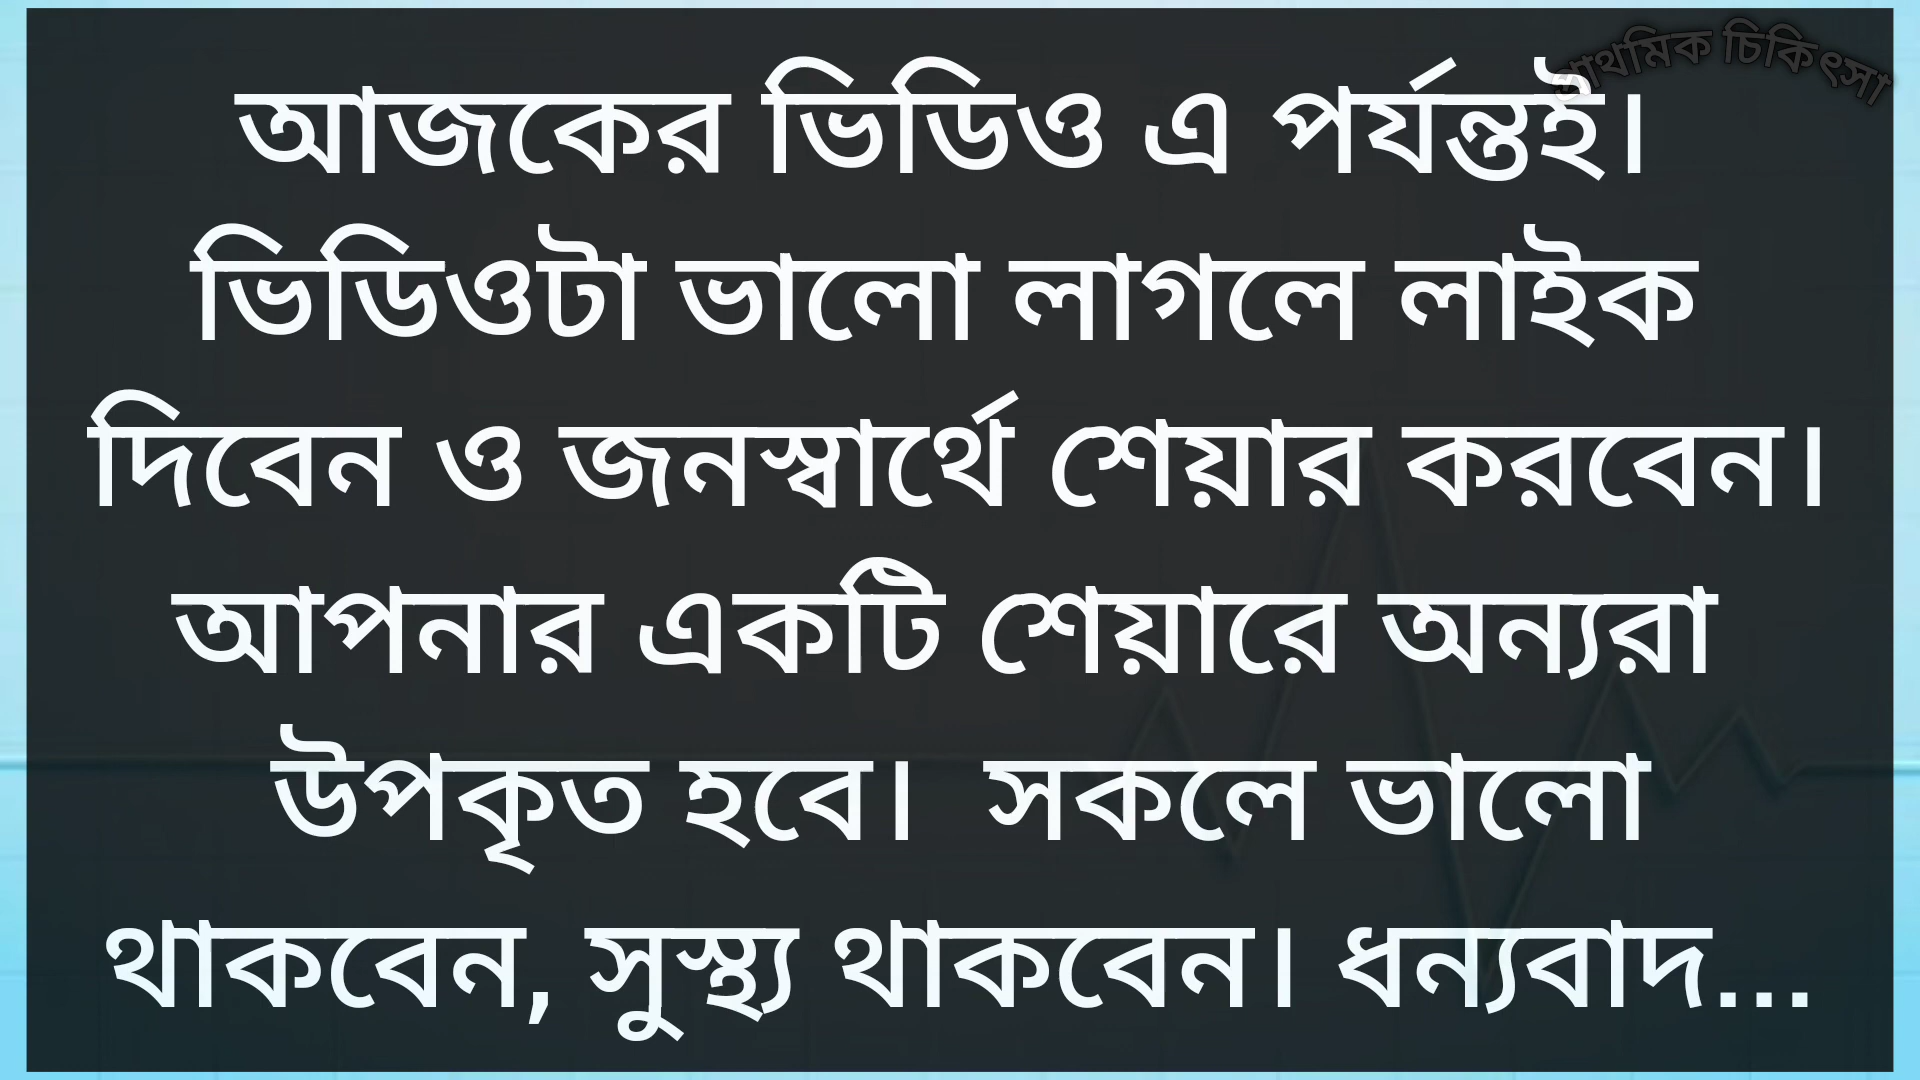 প্রাথমিক চিকিৎসা
আজকের ভিডিও এ পর্যন্তই।
ভিডিওটা ভালো লাগলে লাইক
দিবেন ও জনস্বার্থে শেয়ার করবেন।
আপনার একটি শেয়ারে অন্যরা
উপকৃত হবে।  সকলে ভালো
থাকবেন, সুস্থ্য থাকবেন। ধন্যবাদ...